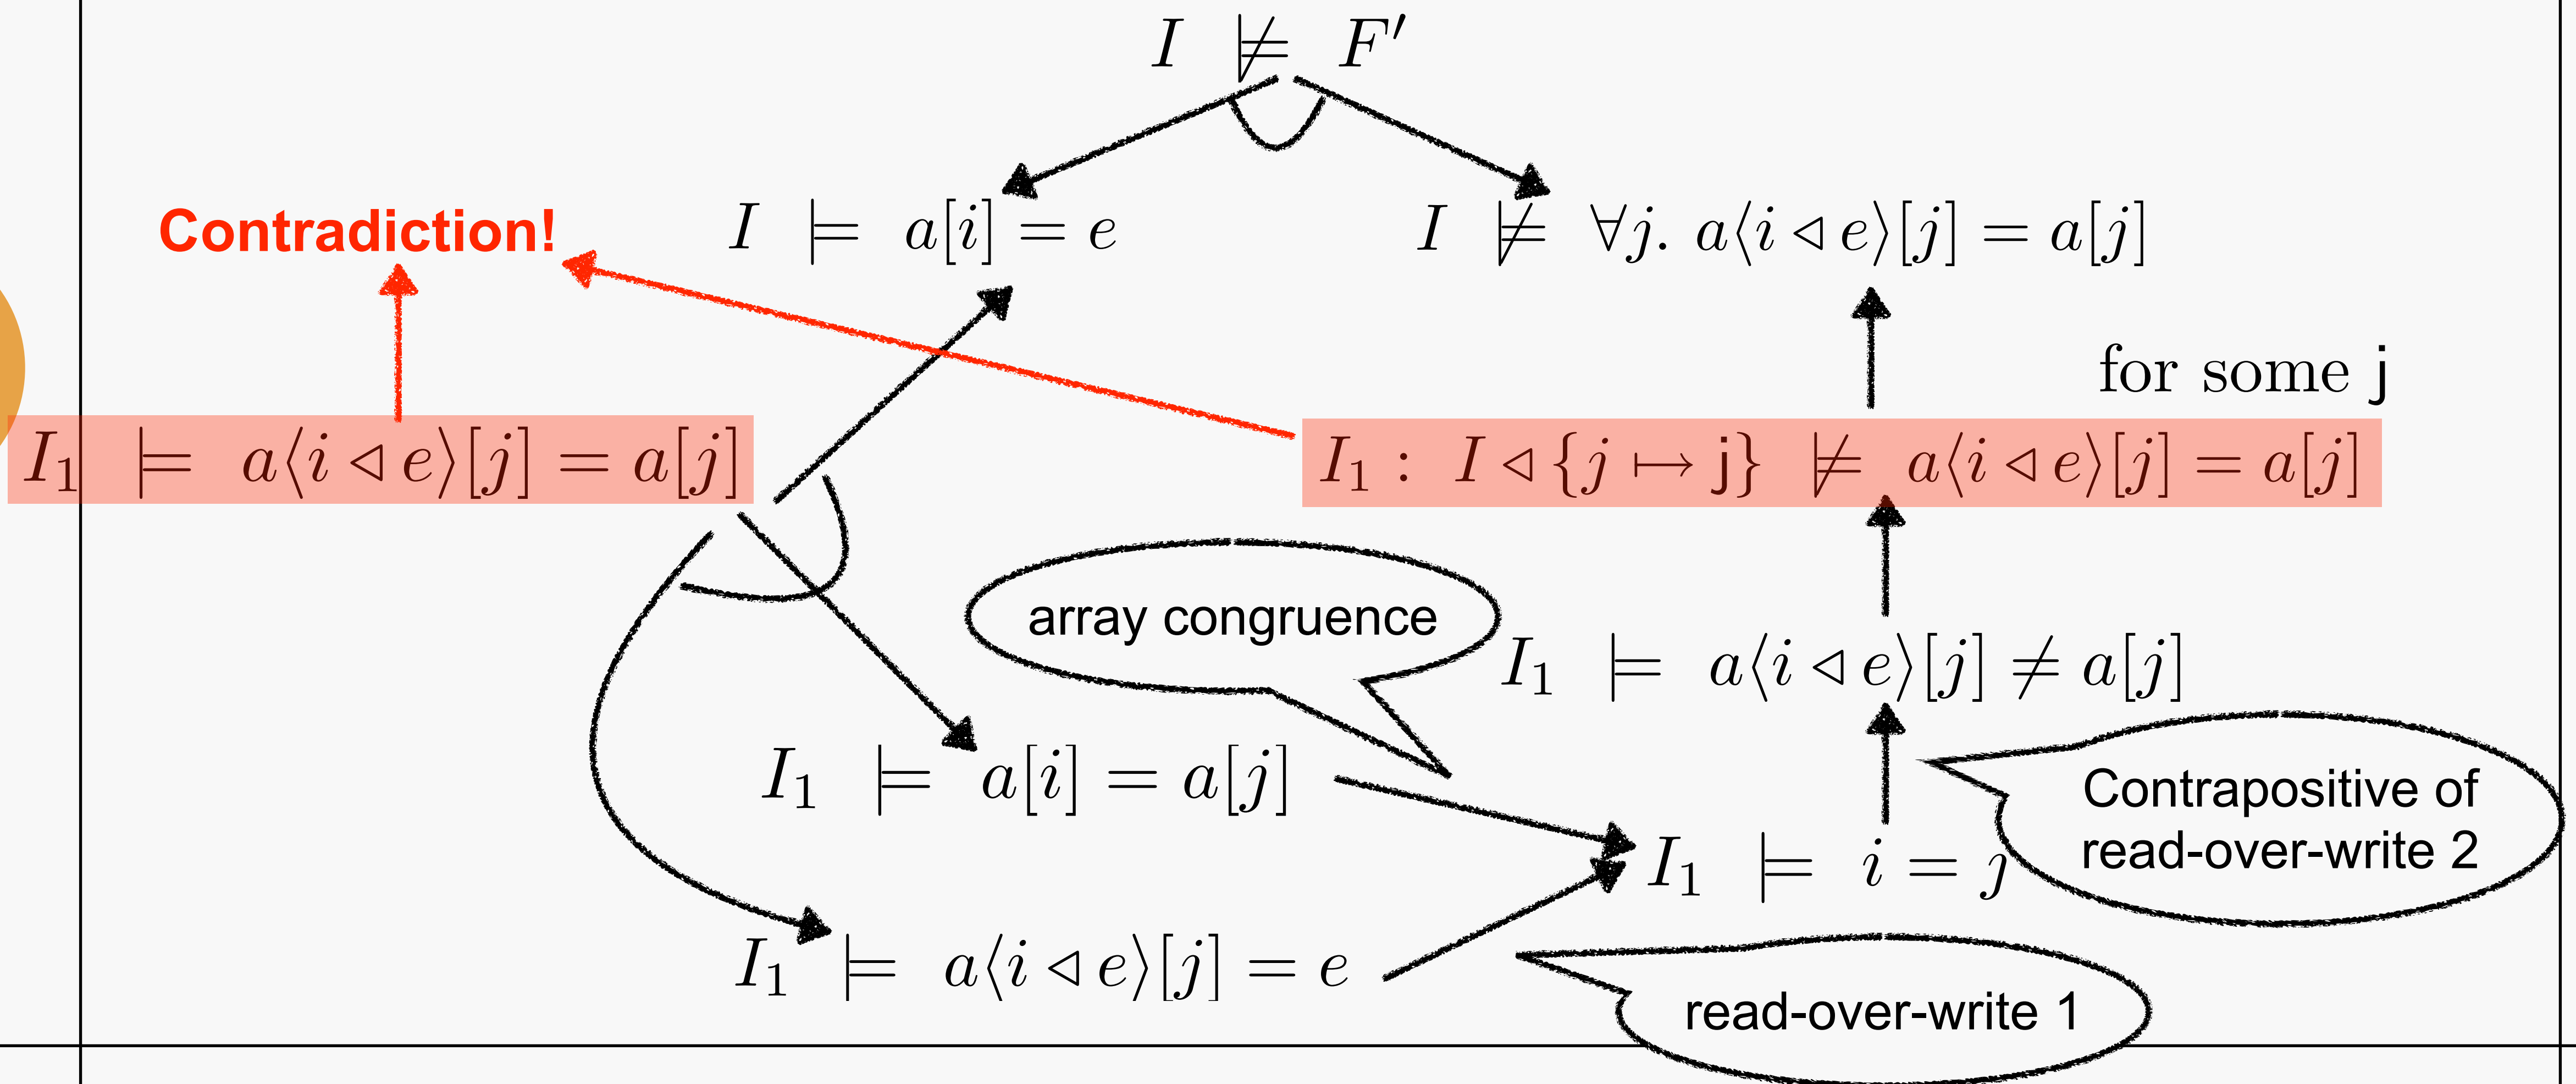 I ⊭ F′
Contradiction!
I ⊨ a[i] = e
I ⊭ ∀j. a⟨i ◁ e⟩[j] = a[j]
for some j
I₁ ⊨ a⟨i ◁ e⟩[j] = a[j]
I₁ : I ◁ {j ↦ j} ⊭ a⟨i ◁ e⟩[j] = a[j]
array congruence
I₁ ⊨ a⟨i ◁ e⟩[j] ≠ a[j]
I₁ ⊨ a[i] = a[j]
Contrapositive of
read-over-write 2
I₁ ⊨ i = j
I₁ ⊨ a⟨i ◁ e⟩[j] = e
read-over-write 1